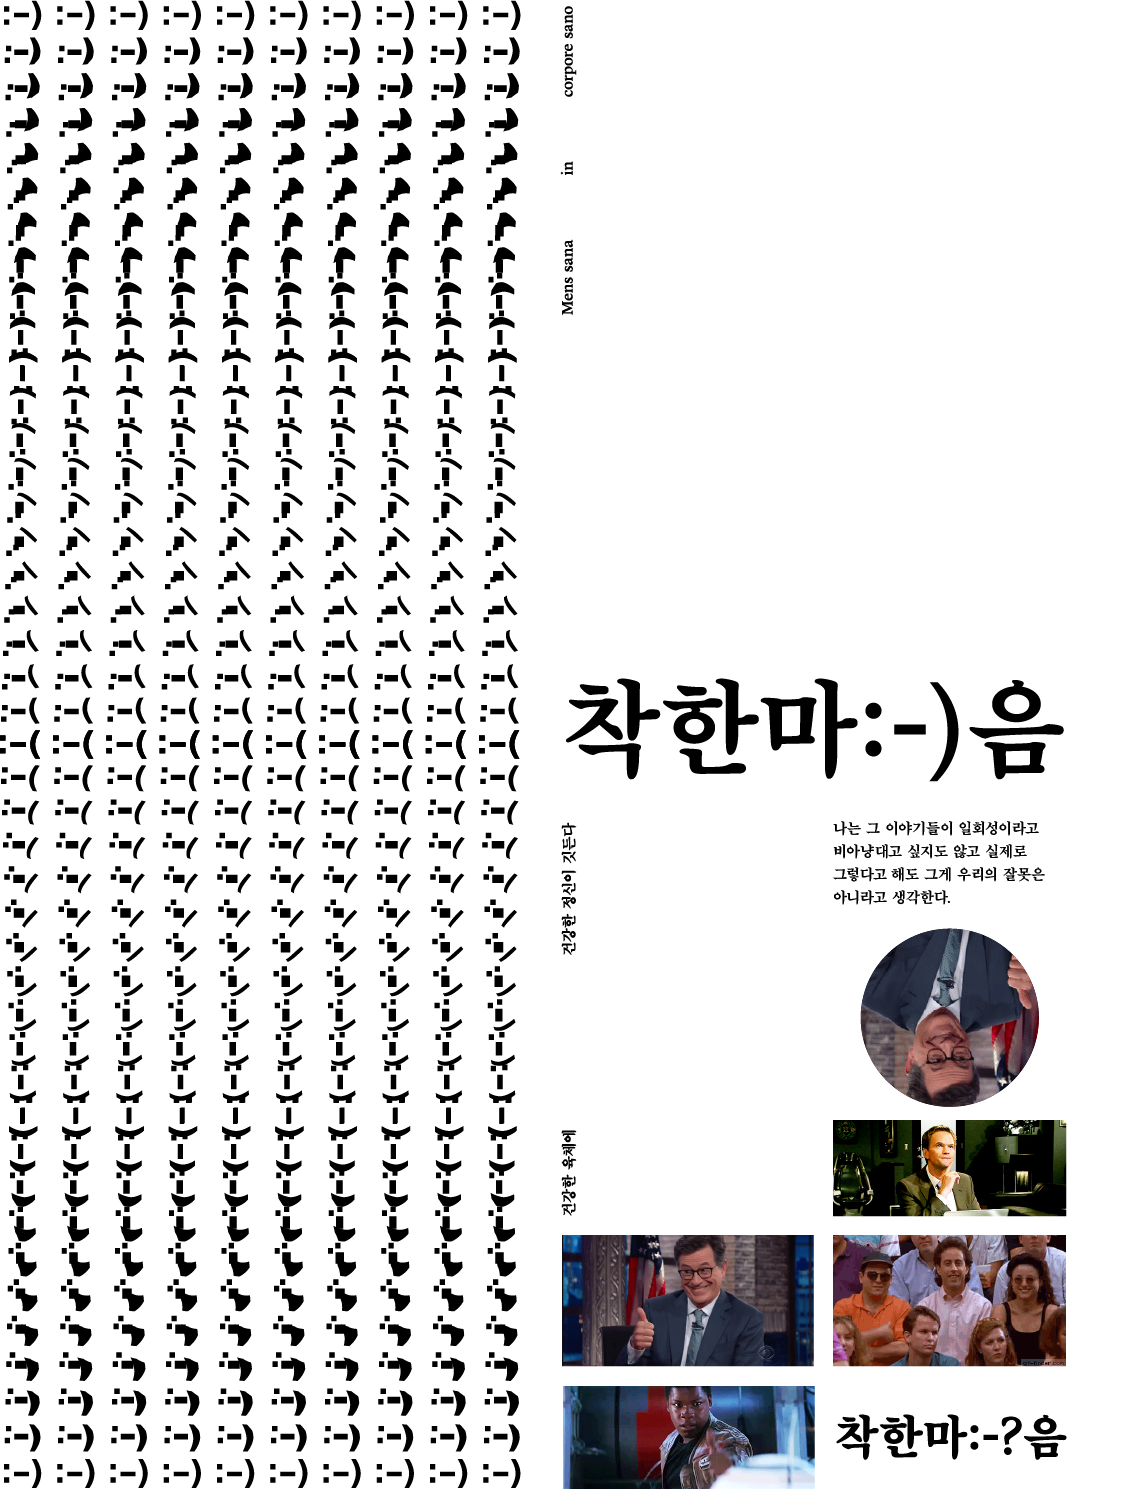 Mens sana in corpore sano
착한마:-)음
건강한 육체에 건강한 정신이 깃든다
나는 그 이야기들이 일회성이라고
비아냥대고 싶지도 않고 실제로
그렇다고 해도 그게 우리의 잘못은
아니라고 생각한다.
착한마:-?음